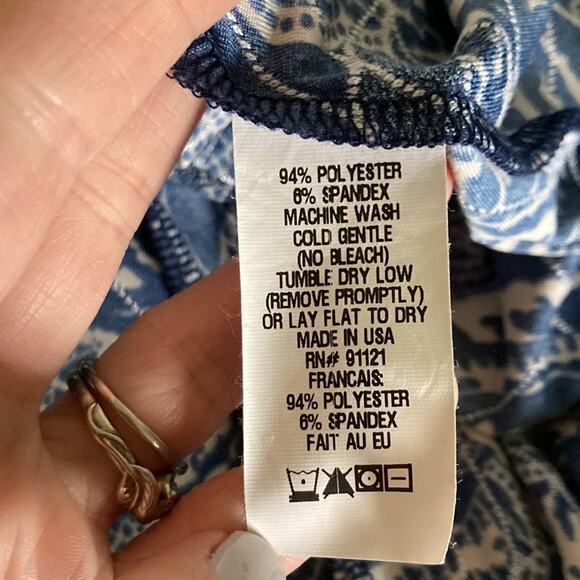 94% POLYESTER
6% SPANDEX
MACHINE WASH
COLD GENTLE
(NO BLEACH)
TUMBLE DRY LOW
(REMOVE PROMPTLY)
OR LAY FLAT TO DRY
MADE IN USA
RN# 91121
FRANCAIS:
94% POLYESTER
6% SPANDEX
FAIT AU EU